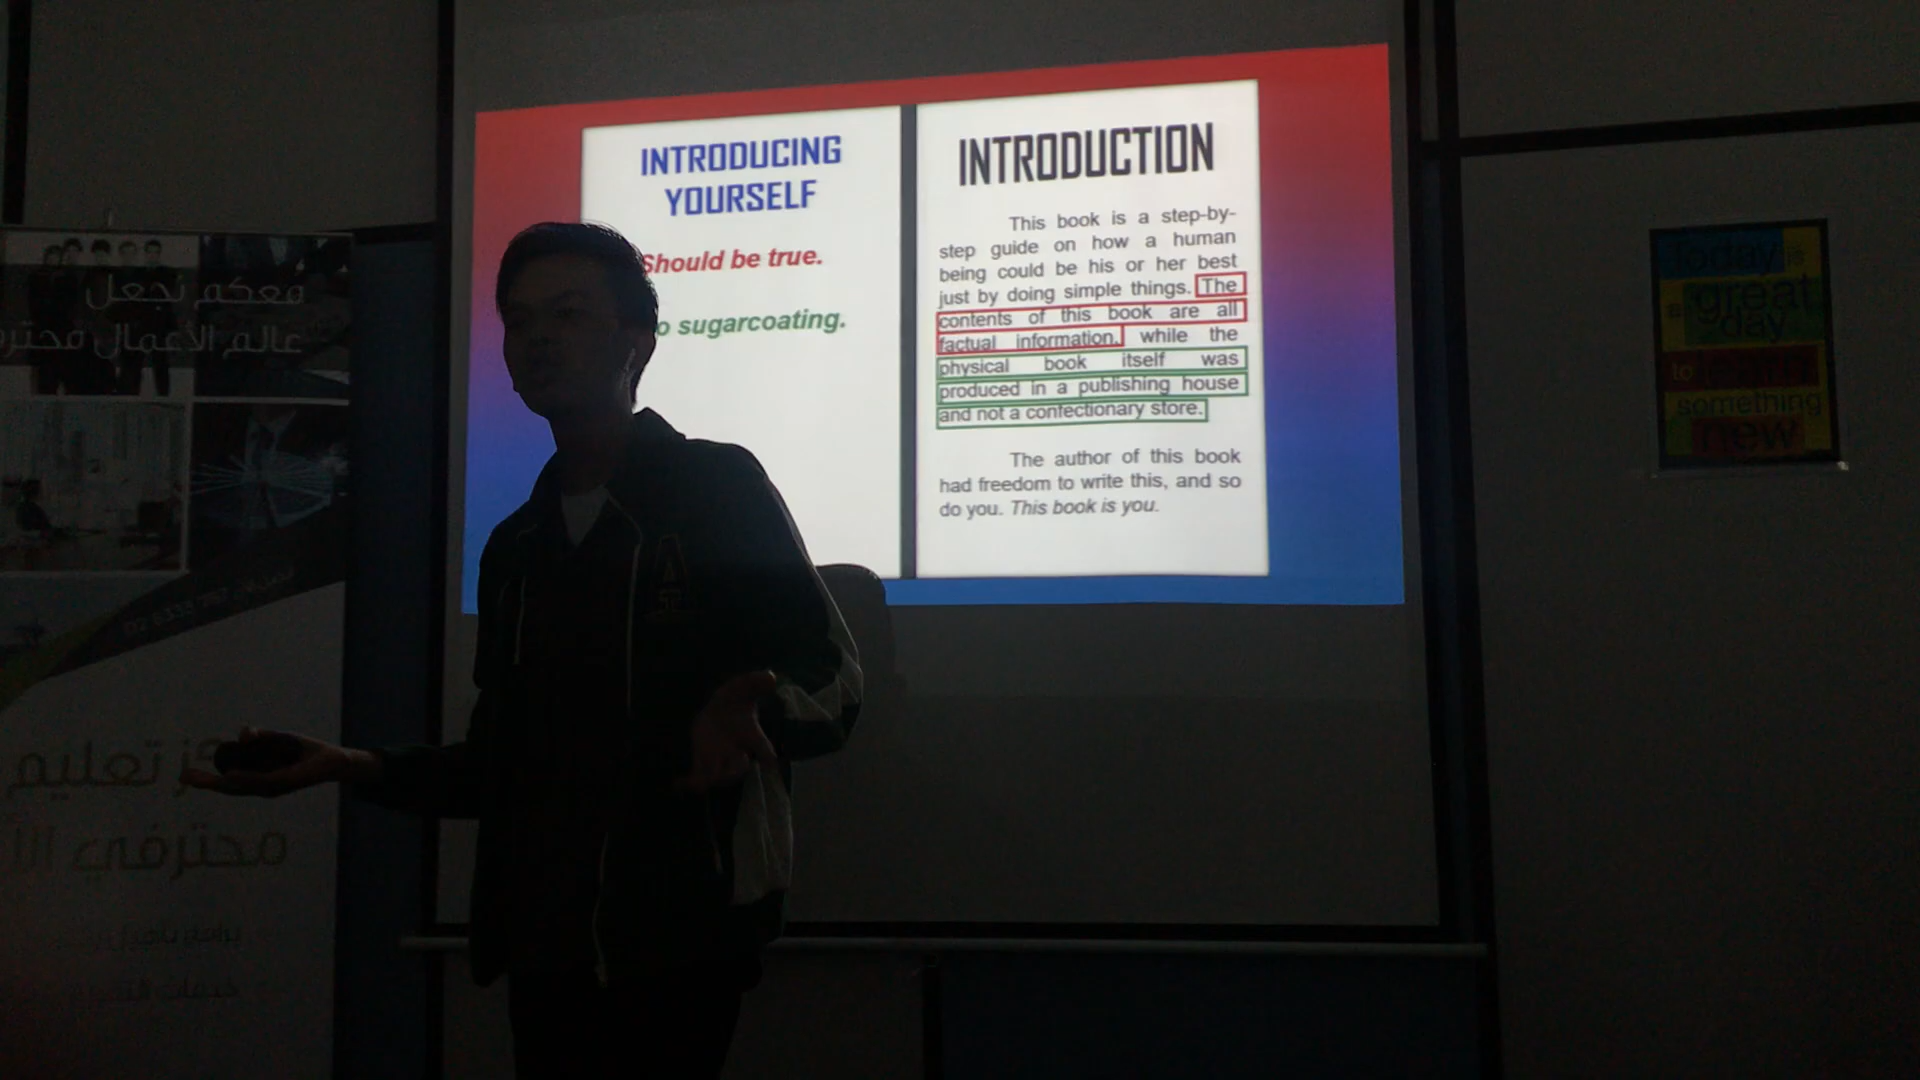 معكم نجعل
عالم الأعمال
02 6333
تعليم
محترفي
INTRODUCING
YOURSELF
Should be true.
sugarcoating.
INTRODUCTION
This book is a step-by-
step guide on how a human
being could be his or her best
just by doing simple things. The
contents of this book are all
factual information, while the
physical book itself was
produced in a publishing house
and not a confectionary store.
The author of this book
had freedom to write this, and so
do you. This book is you.
Today is
a great
day
to learn
something
new